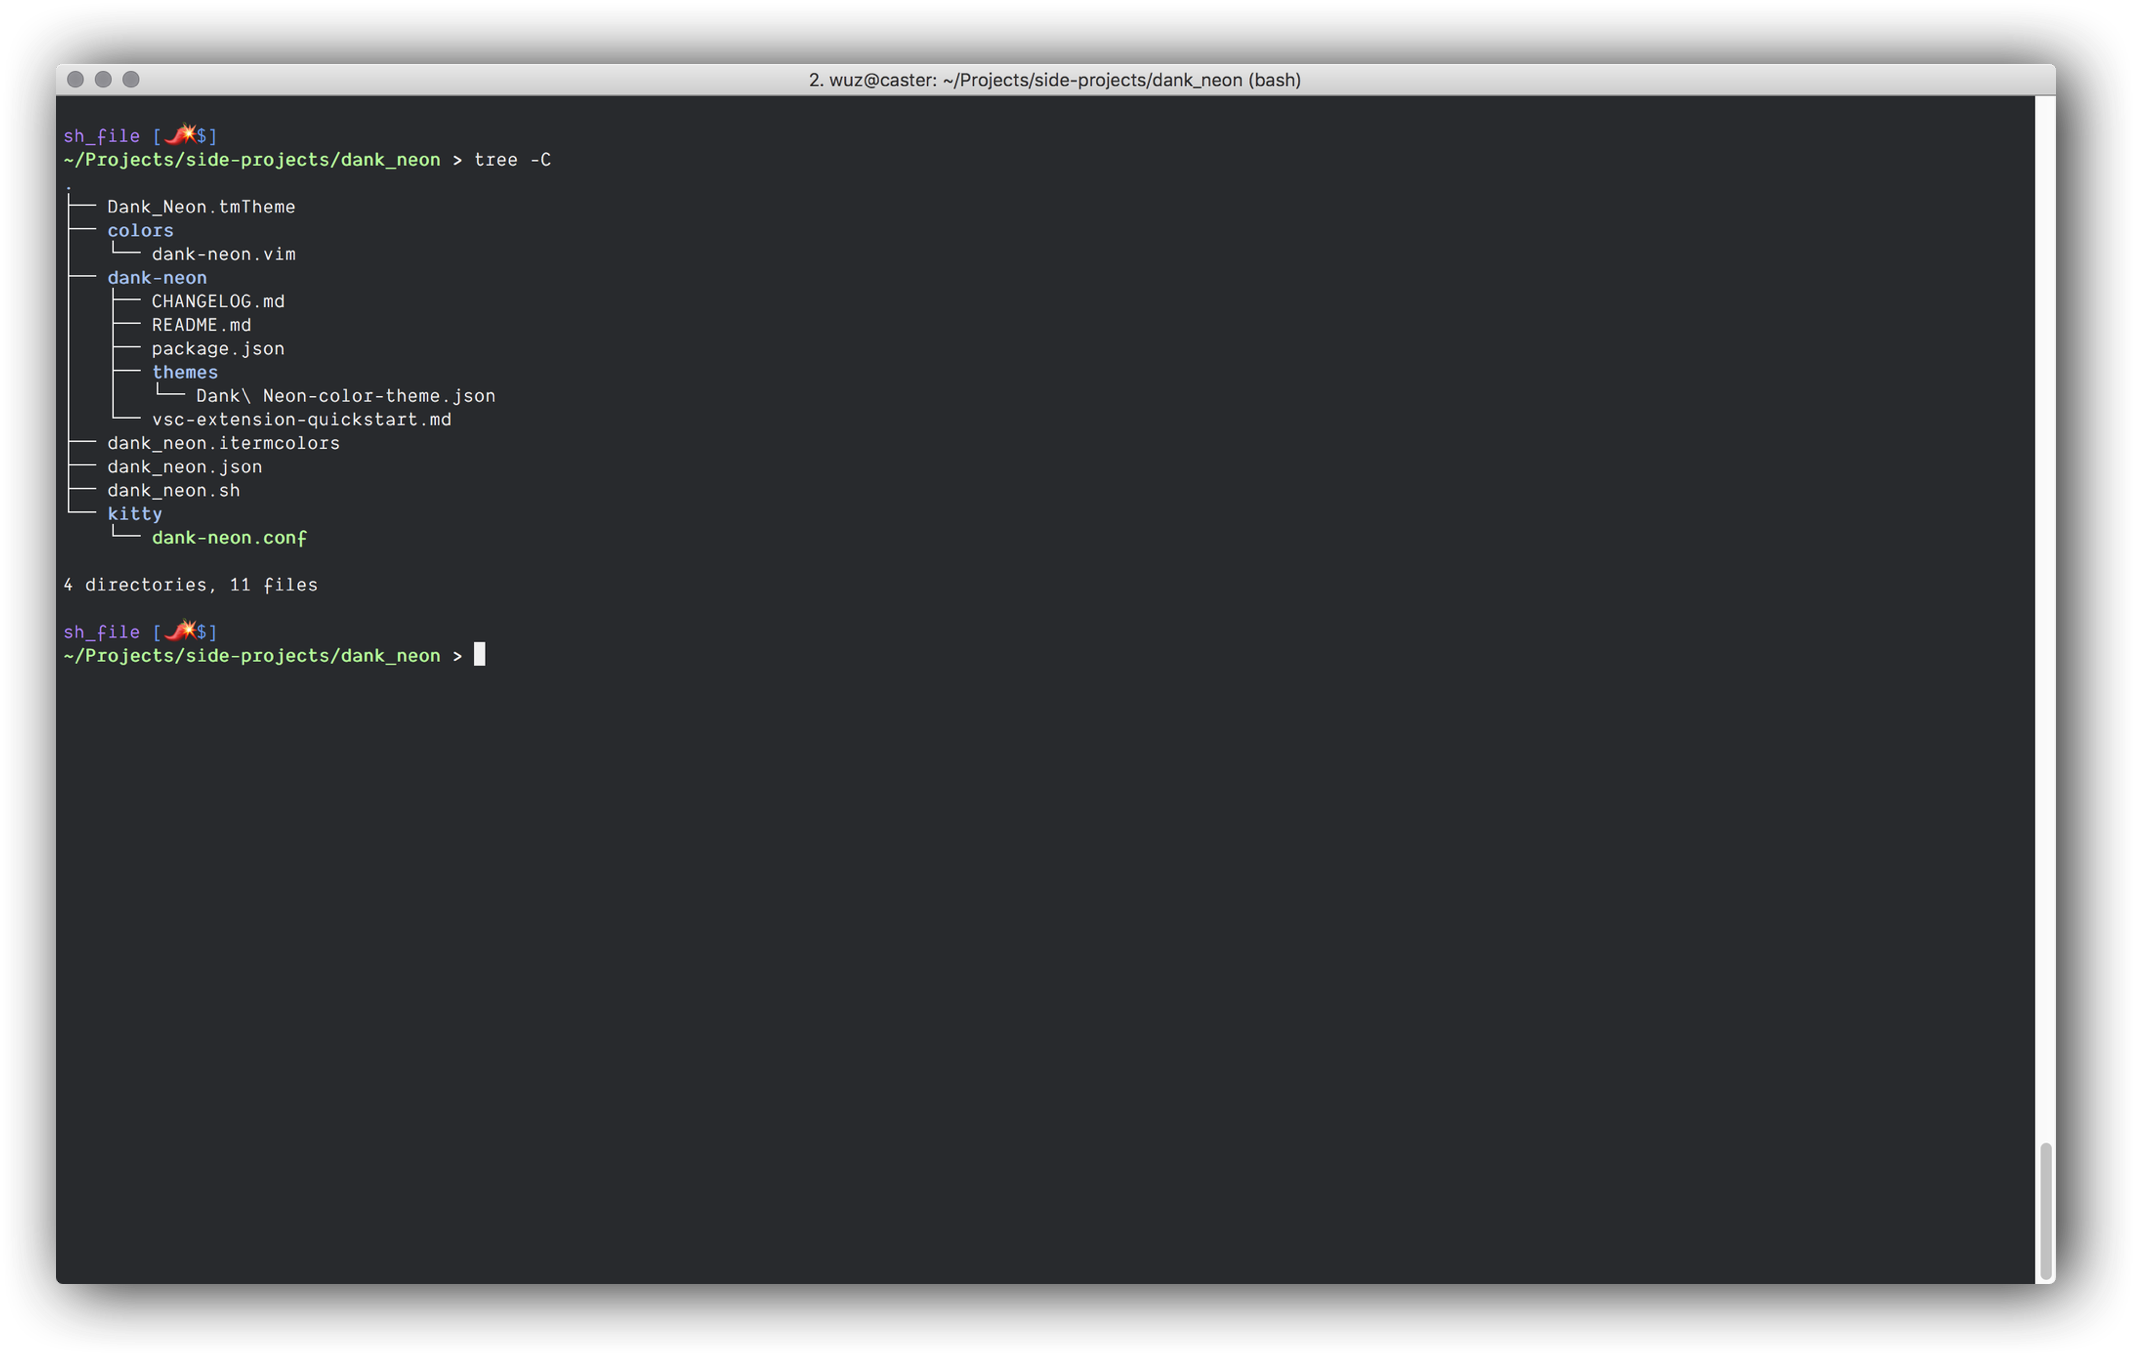 2. wuz@caster: ~/Projects/side-projects/dank_neon (bash)
sh_file [🌶💥$]
~/Projects/side-projects/dank_neon > tree -C
.
├── Dank_Neon.tmTheme
├── colors
│   └── dank-neon.vim
├── dank-neon
│   ├── CHANGELOG.md
│   ├── README.md
│   ├── package.json
│   ├── themes
│   │   └── Dank\ Neon-color-theme.json
│   └── vsc-extension-quickstart.md
├── dank_neon.itermcolors
├── dank_neon.json
├── dank_neon.sh
└── kitty
    └── dank-neon.conf
4 directories, 11 files
sh_file [🌶💥$]
~/Projects/side-projects/dank_neon >